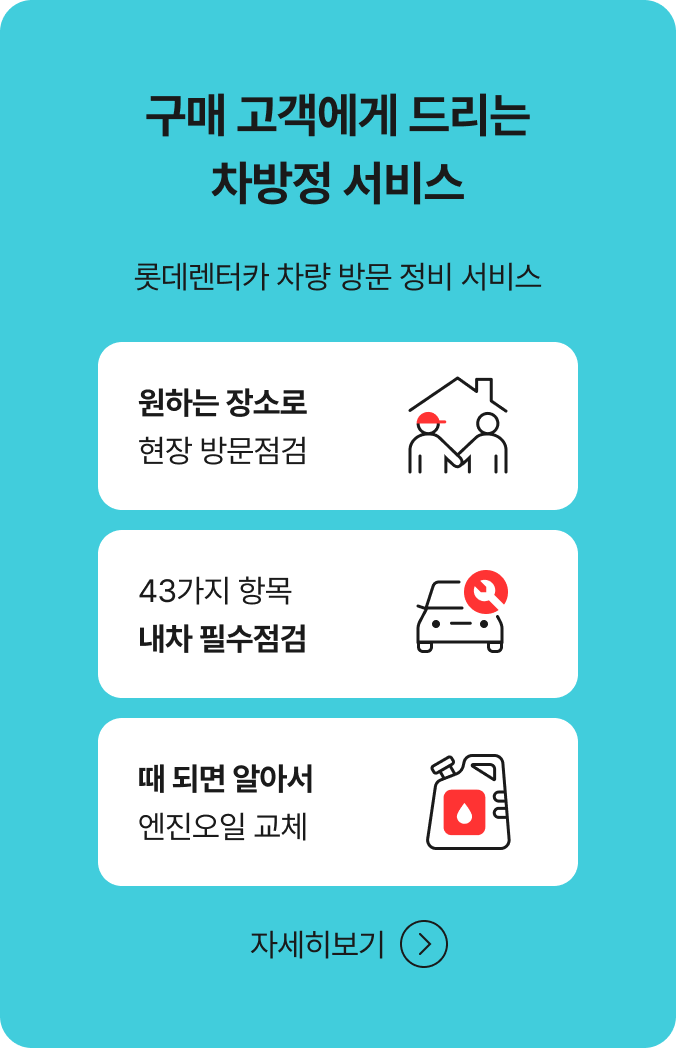 구매 고객에게 드리는
차방정 서비스
롯데렌터카 차량 방문 정비 서비스
원하는 장소로
현장 방문점검
43가지 항목
내차 필수점검
때 되면 알아서
엔진오일 교체
자세히보기